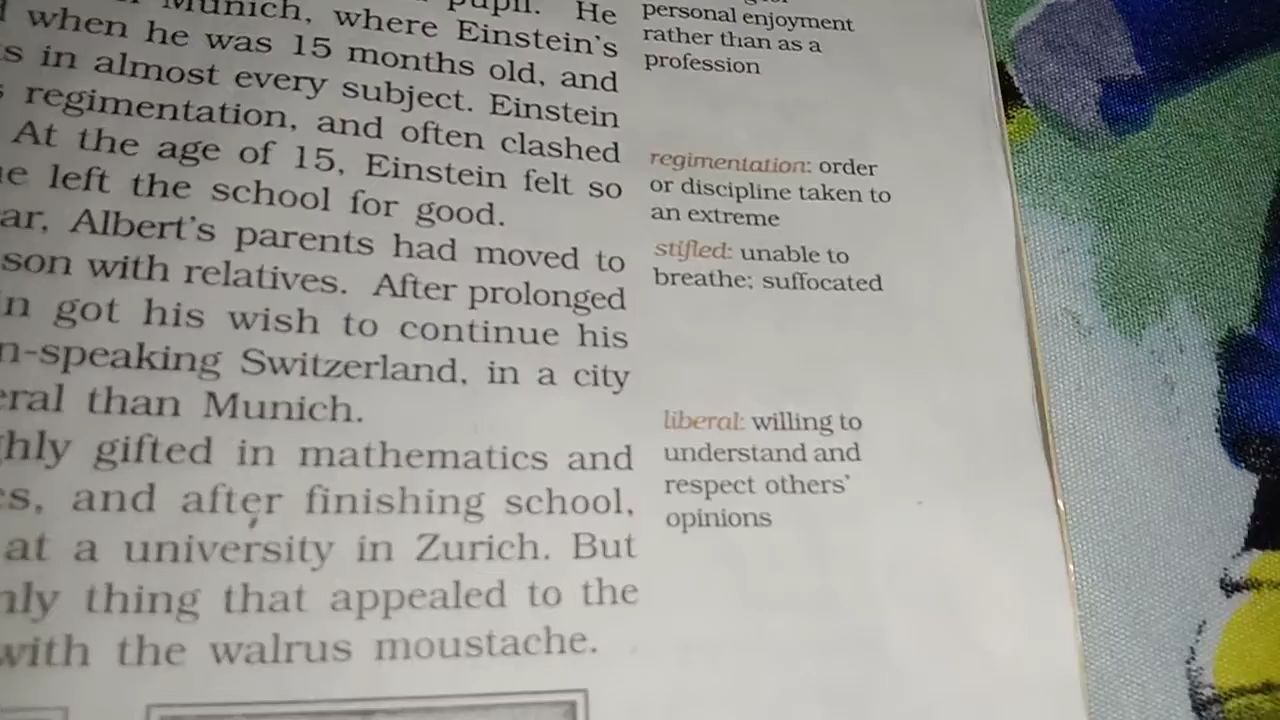 Munich, where Einstein's
when he was 15 months old, and
in almost every subject. Einstein
regimentation, and often clashed
At the age of 15, Einstein felt so
left the school for good.
Albert's parents had moved to
son with relatives. After prolonged
got his wish to continue his
n-speaking Switzerland, in a city
than Munich.
gifted in mathematics and
and after finishing school,
at a university in Zurich. But
thing that appealed to the
with the walrus moustache.
pupil. He
personal enjoyment
rather than as a
profession
regimentation: order
or discipline taken to
an extreme
stifled: unable to
breathe; suffocated
liberal: willing to
understand and
respect others'
opinions